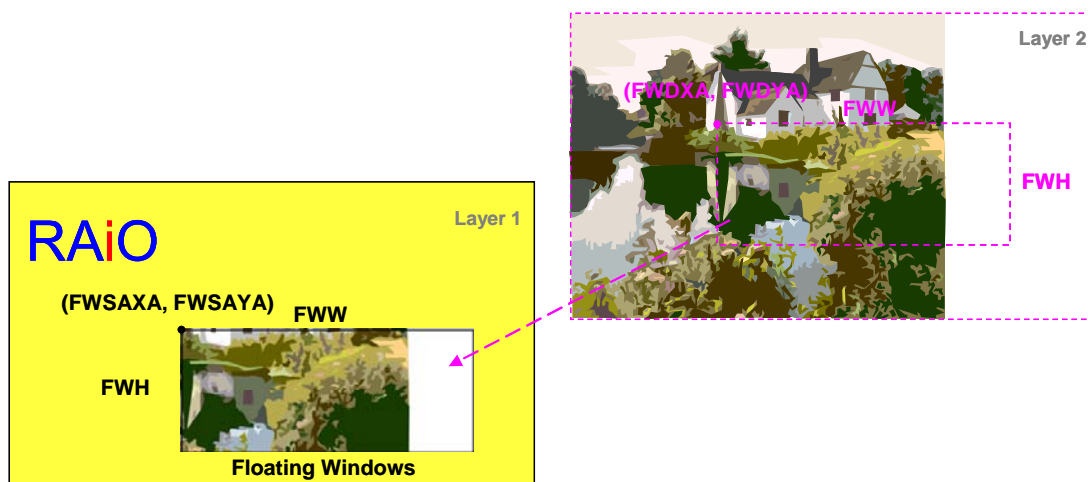 Layer 2
(FWDXA, FWDYA)
FWW
FWH
Layer 1
RAiO
(FWSAXA, FWSAYA)
FWW
FWH
Floating Windows